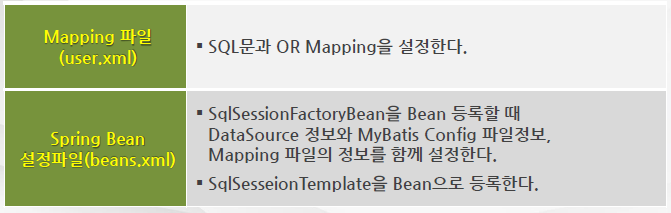 Mapping 파일
(user.xml)
▪ SQL문과 OR Mapping을 설정한다.
Spring Bean
설정파일(beans.xml)
▪ SqlSessionFactoryBean을 Bean 등록할 때
DataSource 정보와 MyBatis Config 파일정보,
Mapping 파일의 정보를 함께 설정한다.
▪ SqlSesseionTemplate을 Bean으로 등록한다.